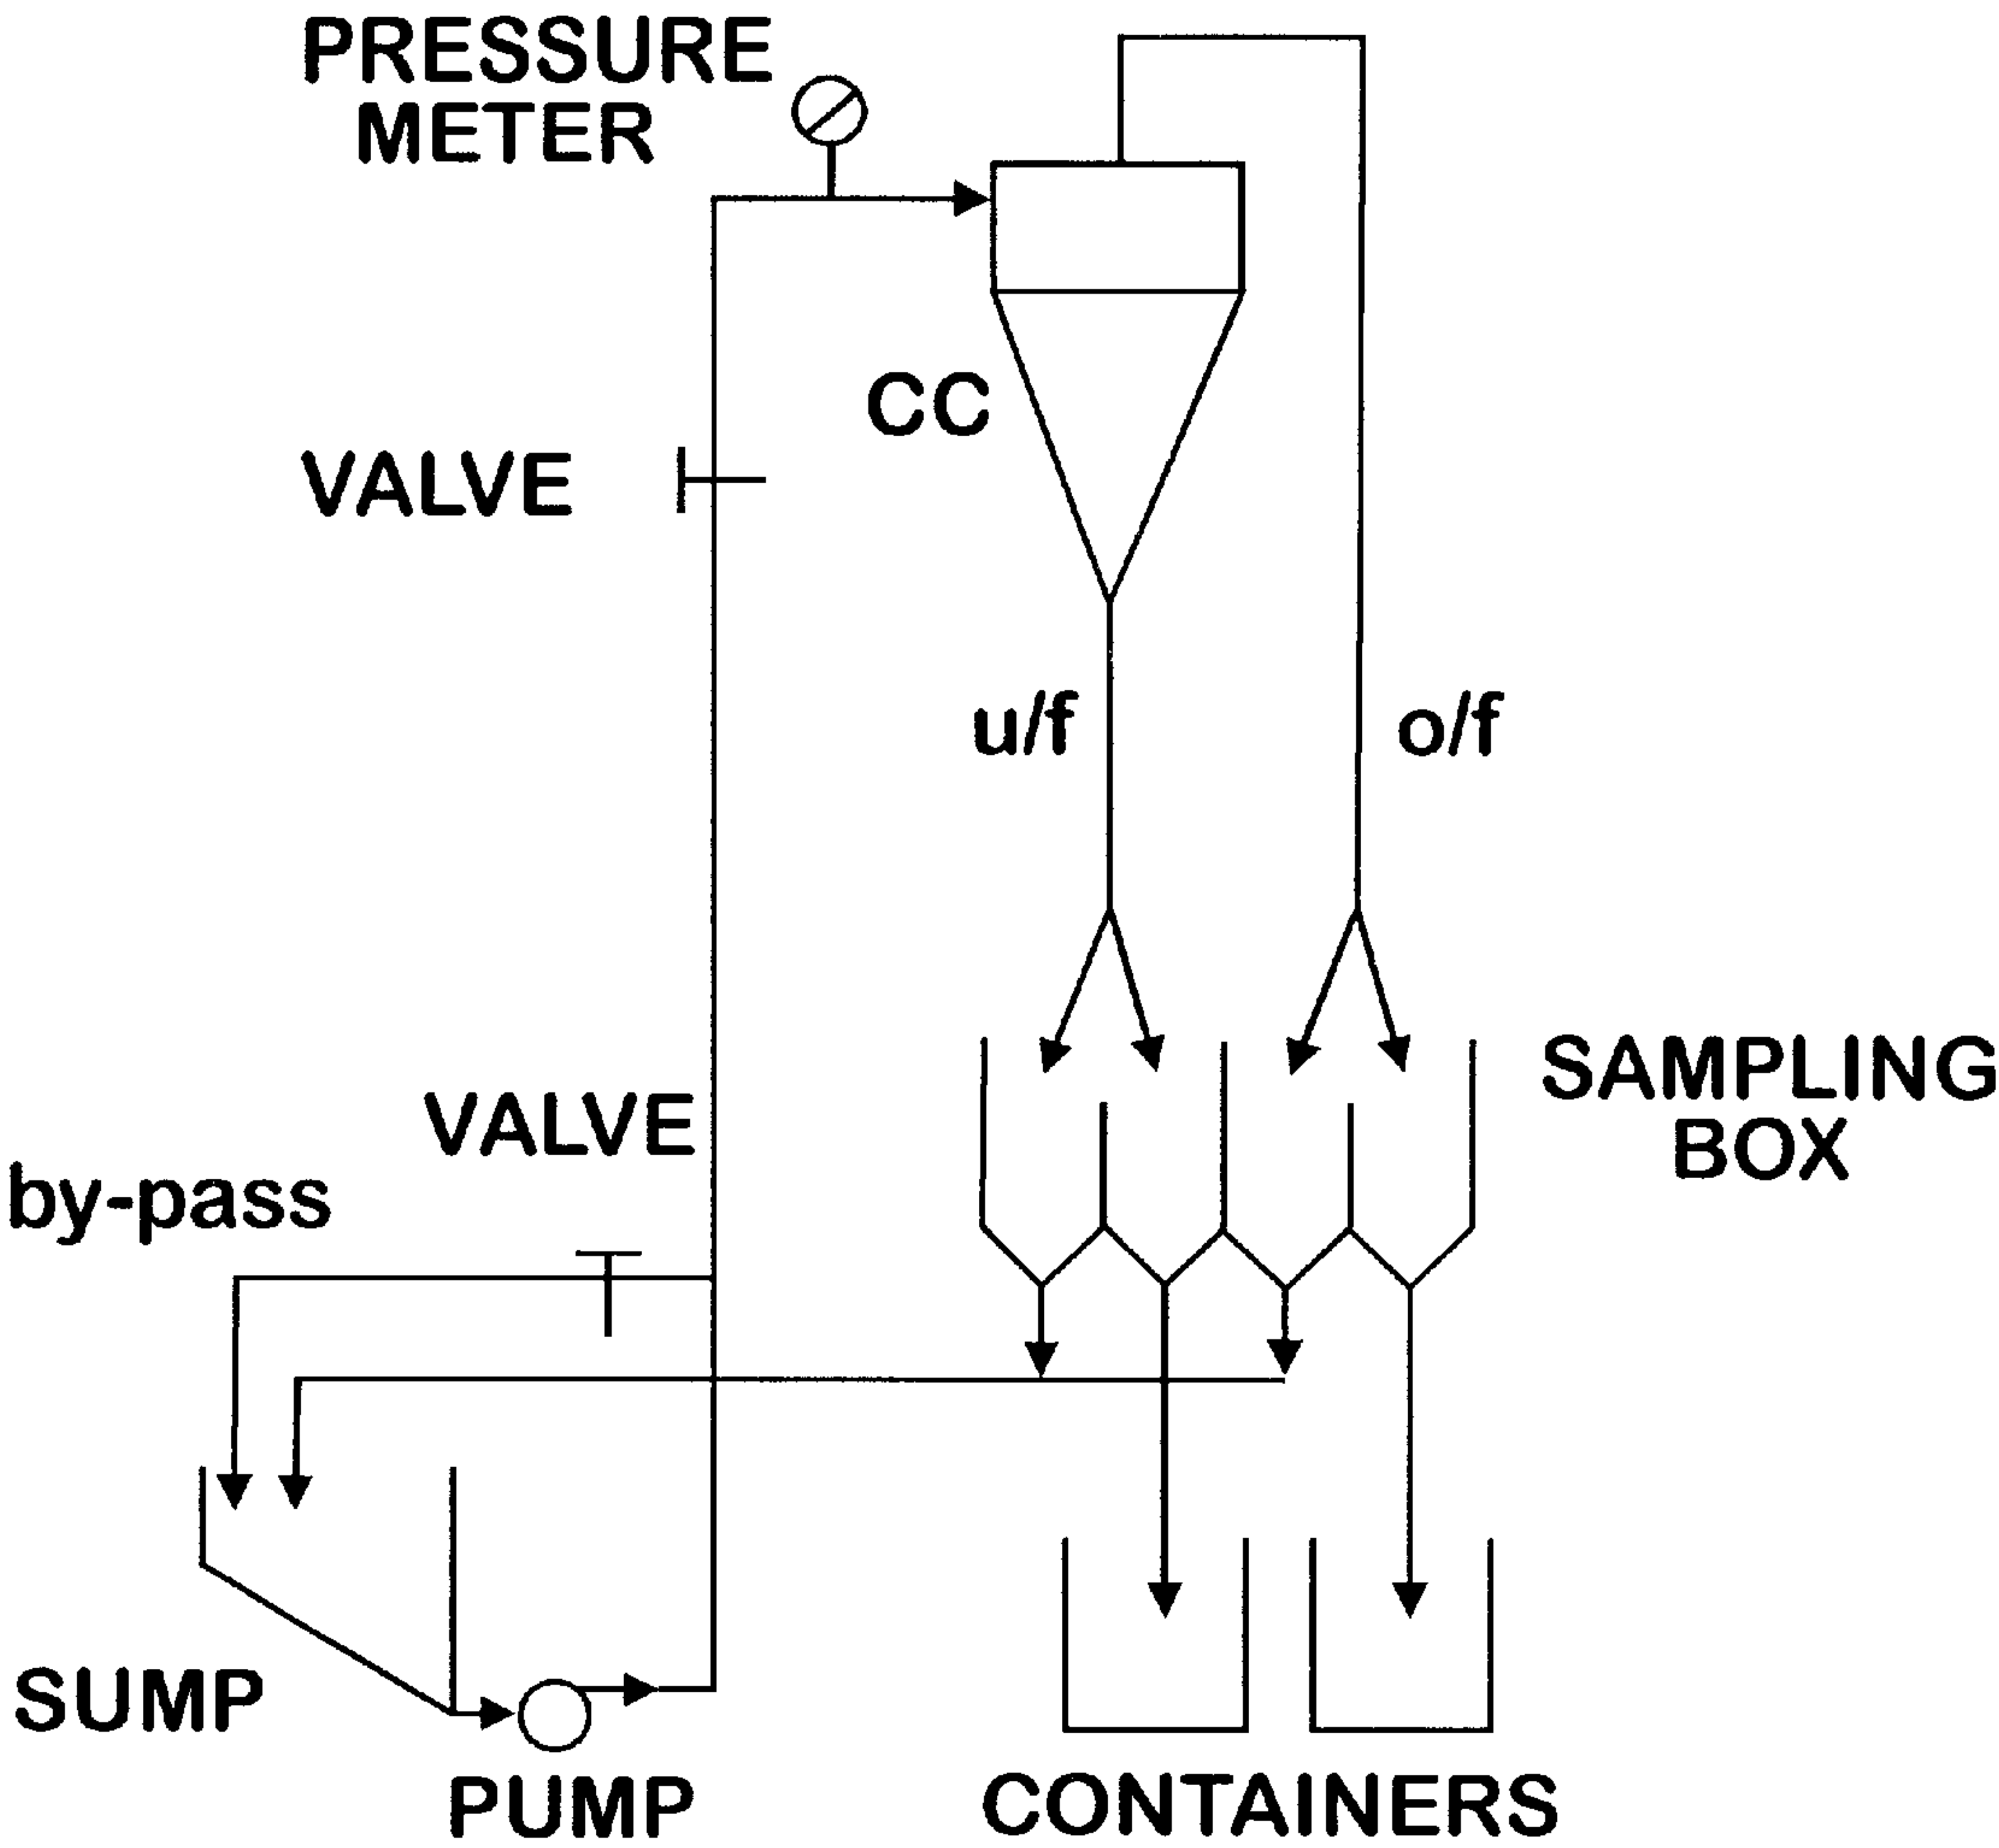 PRESSURE
METER
CC
VALVE
u/f
o/f
SAMPLING
BOX
VALVE
by-pass
SUMP
PUMP
CONTAINERS